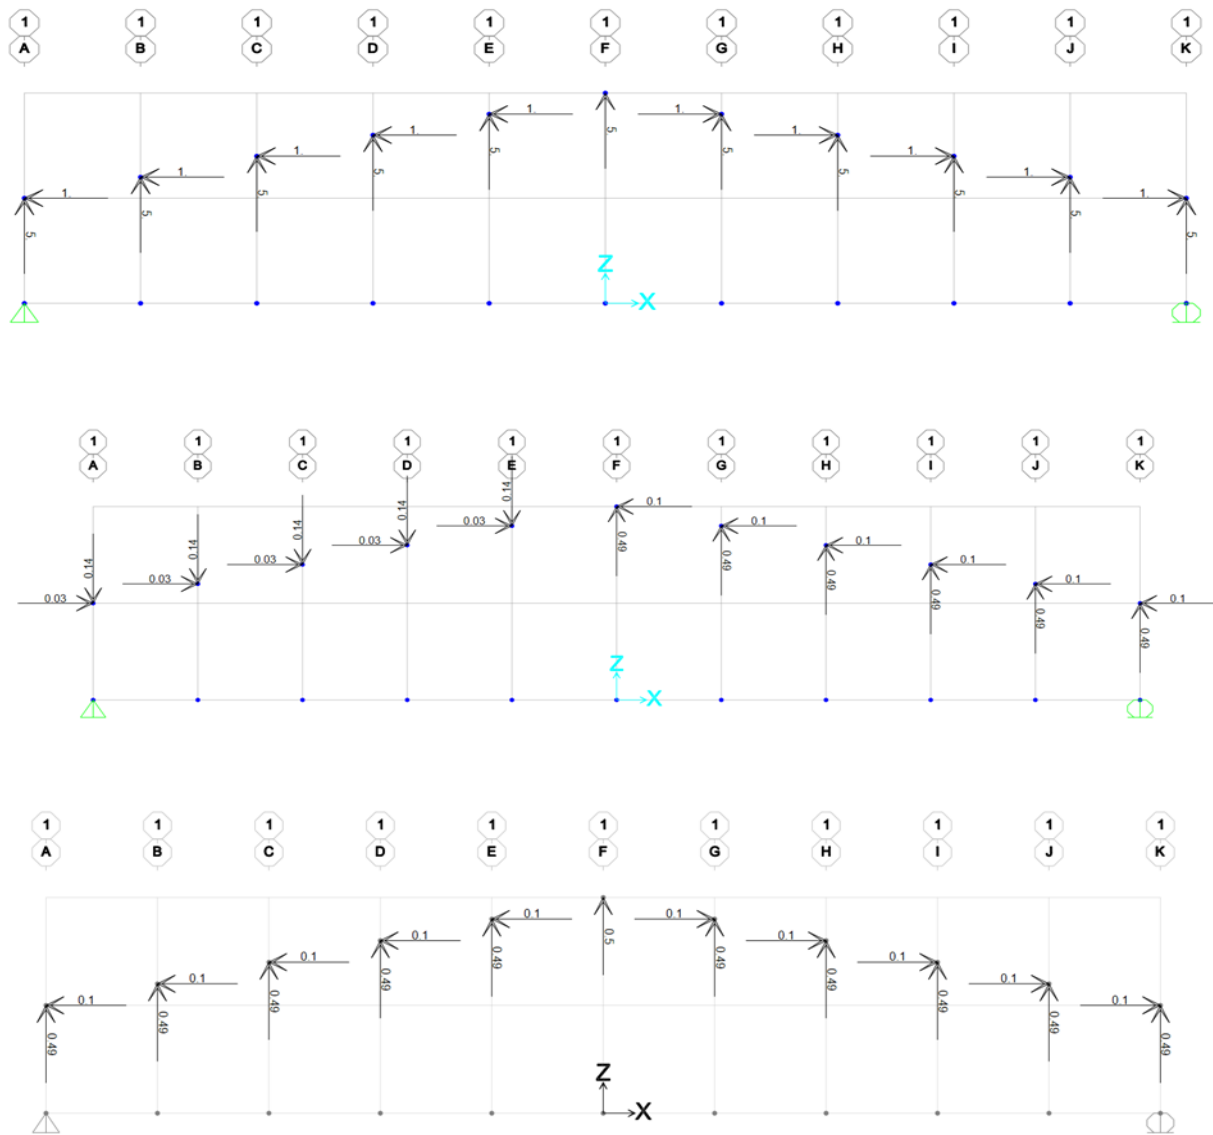 1 1 1 1 1 1 1 1 1 1 1
A B C D E F G H I J K
1. 1.
1. 5 1.
1. 5 5 1.
1. 5 5 1.
1. 5 5 1.
5 5
5 5
Z
X
1 1 1 1 1 1 1 1 1 1 1
A B C D E F G H I J K
0.14
0.1
0.14
0.03 0.1
0.14
0.03 0.49 0.1
0.14
0.03 0.49 0.1
0.14
0.03 0.49 0.1
0.03 0.49 0.1
0.49
0.49
Z
X
1 1 1 1 1 1 1 1 1 1 1
A B C D E F G H I J K
0.1 0.1
0.1 0.5 0.1
0.1 0.49 0.49 0.1
0.1 0.49 0.49 0.1
0.1 0.49 0.49 0.1
0.49 0.49
0.49 0.49
Z
X